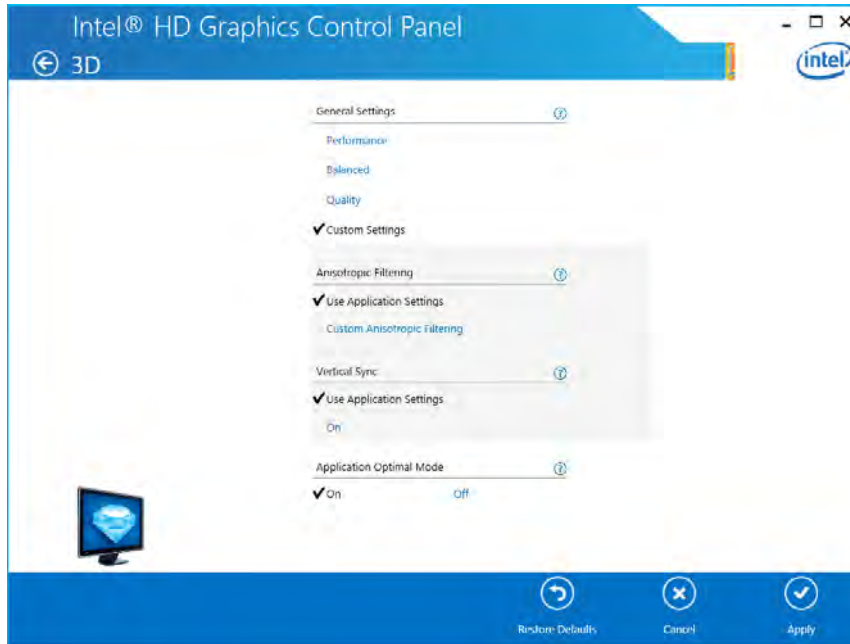 Intel® HD Graphics Control Panel
3D
intel
General Settings
?
Performance
Balanced
Quality
Custom Settings
Anisotropic Filtering
?
Use Application Settings
Custom Anisotropic Filtering
Vertical Sync
?
Use Application Settings
On
Application Optimal Mode
?
On Off
Restore Defaults Cancel Apply